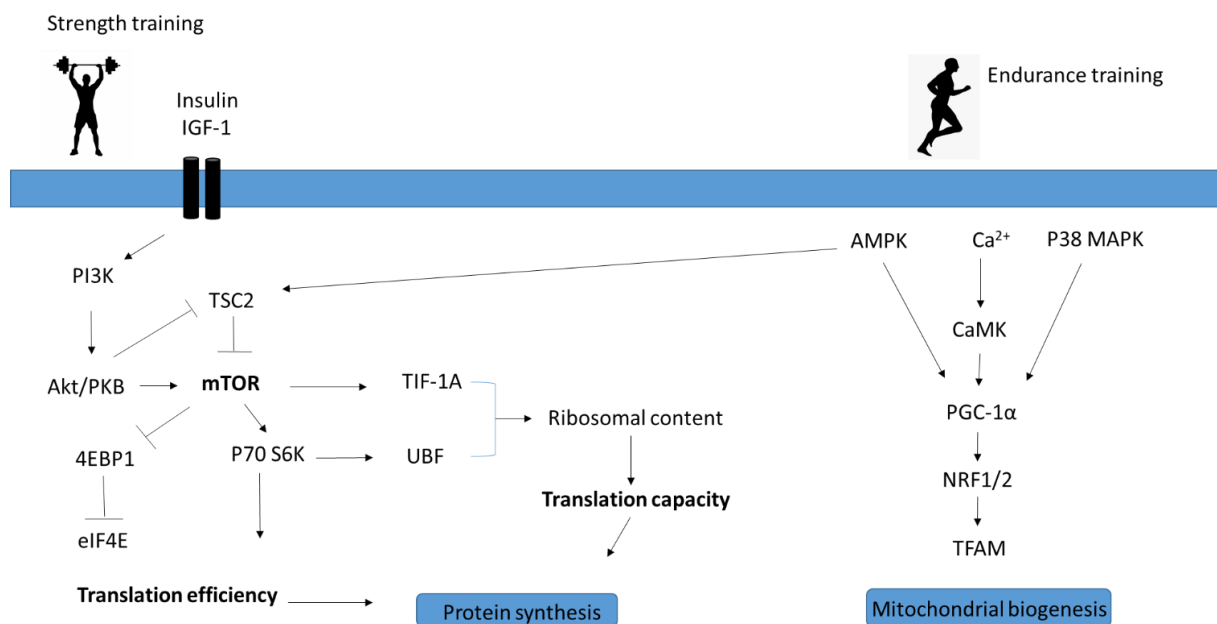 Strength training
Endurance training
Insulin
IGF-1
AMPK
Ca²⁺
P38 MAPK
PI3K
TSC2
CaMK
Akt/PKB
mTOR
TIF-1A
PGC-1α
Ribosomal content
4EBP1
P70 S6K
UBF
NRF1/2
Translation capacity
eIF4E
TFAM
Translation efficiency
Protein synthesis
Mitochondrial biogenesis